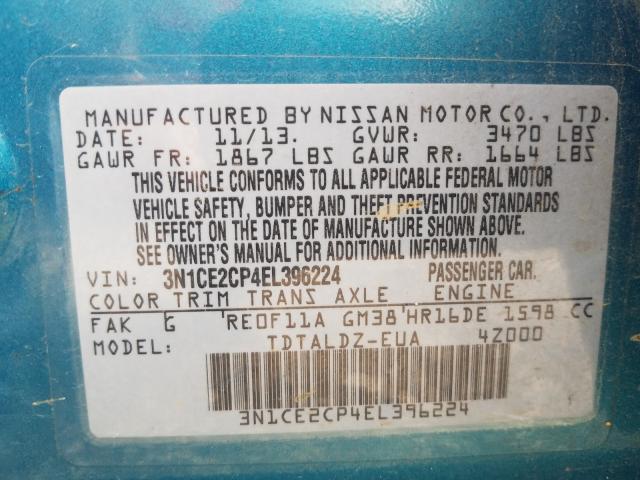 MANUFACTURED BY NISSAN MOTOR CO., LTD.
DATE: 11/13. GVWR: 3470 LBS
GAWR FR: 1867 LBS GAWR RR: 1664 LBS
THIS VEHICLE CONFORMS TO ALL APPLICABLE FEDERAL MOTOR
VEHICLE SAFETY, BUMPER AND THEFT PREVENTION STANDARDS
IN EFFECT ON THE DATE OF MANUFACTURE SHOWN ABOVE.
SEE OWNER'S MANUAL FOR ADDITIONAL INFORMATION.
VIN: 3N1CE2CP4EL396224 PASSENGER CAR.
COLOR TRIM TRANS AXLE ENGINE
FAK G RE0F11A GM38 HR16DE 1598 CC
MODEL: TDTALDZ-EUA 4Z000
3N1CE2CP4EL396224